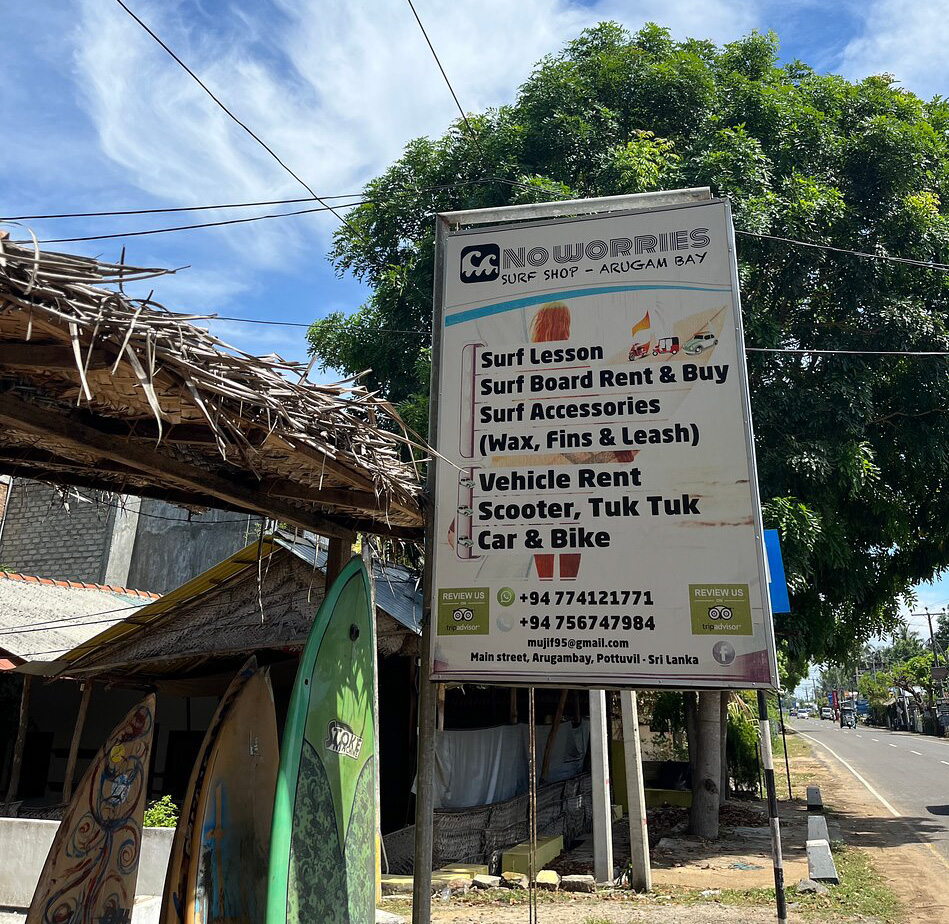 NO WORRIES
SURF SHOP - ARUGAM BAY
Surf Lesson
Surf Board Rent & Buy
Surf Accessories
(Wax, Fins & Leash)
Vehicle Rent
Scooter, Tuk Tuk
Car & Bike
REVIEW US
ON
tripadvisor
+94 774121771
+94 756747984
REVIEW US
ON
tripadvisor
mujif95@gmail.com
Main street, Arugambay, Pottuvil - Sri Lanka
f